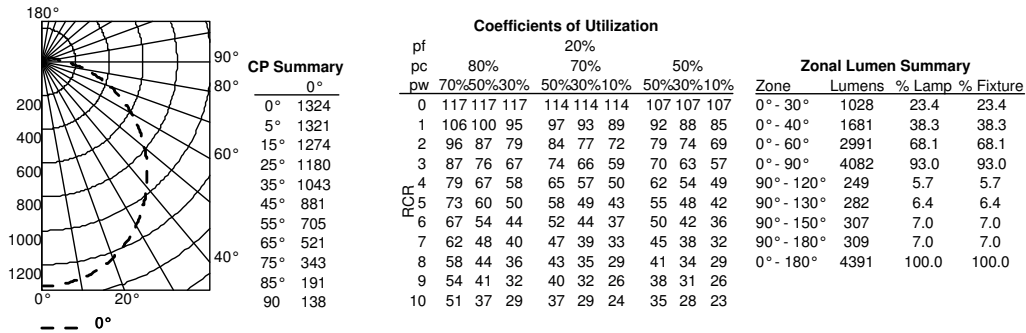 180°
90°
80°
60°
40°
20°
0°
200
400
600
800
1000
1200
0°
CP Summary
0°
0° 1324
5° 1321
15° 1274
25° 1180
35° 1043
45° 881
55° 705
65° 521
75° 343
85° 191
90 138
Coefficients of Utilization
pf 20%
pc 80% 70% 50%
pw 70%50%30% 50%30%10% 50%30%10%
RCR
0 117 117 117 114 114 114 107 107 107
1 106 100 95 97 93 89 92 88 85
2 96 87 79 84 77 72 79 74 69
3 87 76 67 74 66 59 70 63 57
4 79 67 58 65 57 50 62 54 49
5 73 60 50 58 49 43 55 48 42
6 67 54 44 52 44 37 50 42 36
7 62 48 40 47 39 33 45 38 32
8 58 44 36 43 35 29 41 34 29
9 54 41 32 40 32 26 38 31 26
10 51 37 29 37 29 24 35 28 23
Zonal Lumen Summary
Zone Lumens % Lamp % Fixture
0°- 30° 1028 23.4 23.4
0°- 40° 1681 38.3 38.3
0°- 60° 2991 68.1 68.1
0°- 90° 4082 93.0 93.0
90°- 120° 249 5.7 5.7
90°- 130° 282 6.4 6.4
90°- 150° 307 7.0 7.0
90°- 180° 309 7.0 7.0
0°- 180° 4391 100.0 100.0